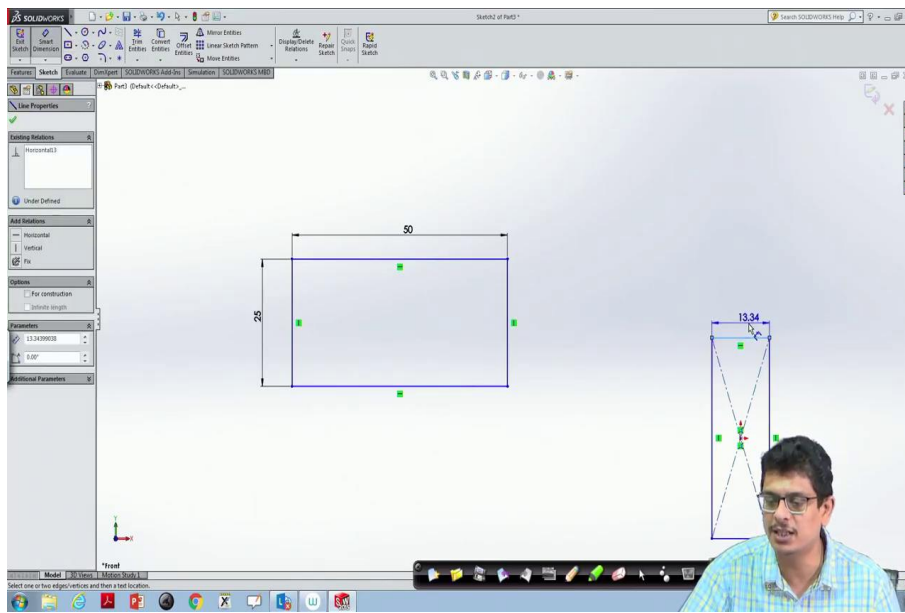 SOLIDWORKS
Sketch2 of Part3 *
Search SOLIDWORKS Help
Exit Sketch
Smart Dimension
Trim Entities
Convert Entities
Offset Entities
Mirror Entities
Linear Sketch Pattern
Move Entities
Display/Delete Relations
Repair Sketch
Quick Snaps
Rapid Sketch
Features Sketch Evaluate DimXpert SOLIDWORKS Add-Ins Simulation SOLIDWORKS MBD
Part3 (Default<<Default>_...
Line Properties
Existing Relations
Horizontal13
Under Defined
Add Relations
Horizontal
Vertical
Fix
Options
For construction
Infinite length
Parameters
13.34399038
0.00°
Additional Parameters
50
25
13.34
Y
X
*Front
Model 3D Views Motion Study 1
Select one or two edges/vertices and then a text location.